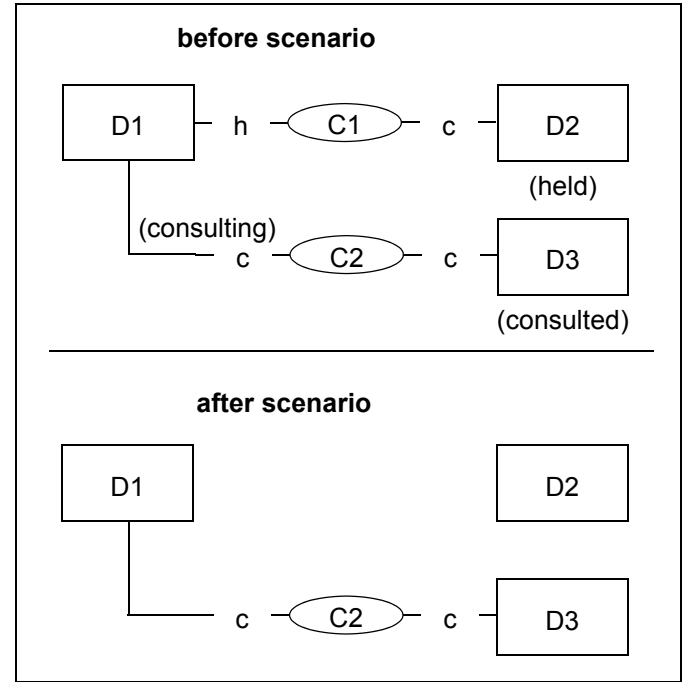 before scenario
D1 h C1 c D2
(held)
(consulting)
c C2 c D3
(consulted)
after scenario
D1 D2
c C2 c D3